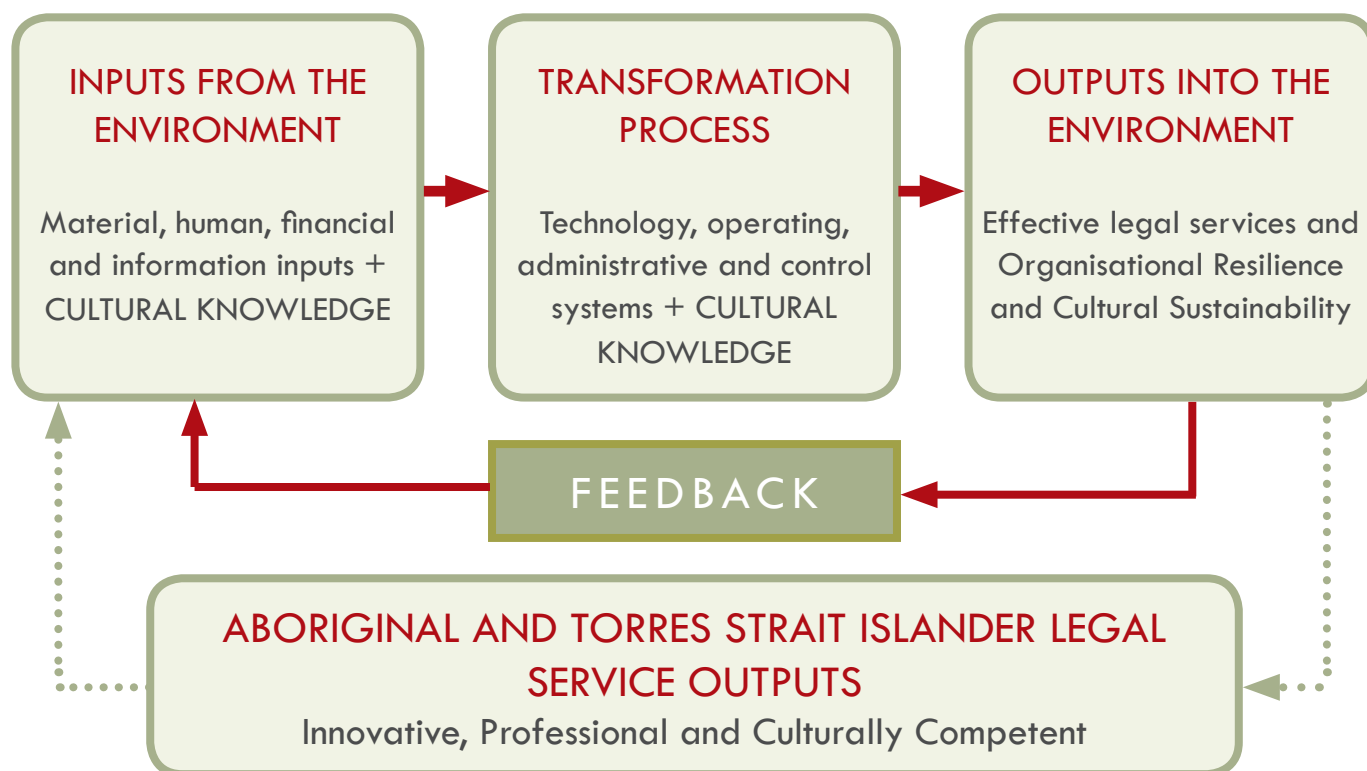 INPUTS FROM THE
ENVIRONMENT
Material, human, financial
and information inputs +
CULTURAL KNOWLEDGE
TRANSFORMATION
PROCESS
Technology, operating,
administrative and control
systems + CULTURAL
KNOWLEDGE
OUTPUTS INTO THE
ENVIRONMENT
Effective legal services and
Organisational Resilience
and Cultural Sustainability
FEEDBACK
ABORIGINAL AND TORRES STRAIT ISLANDER LEGAL
SERVICE OUTPUTS
Innovative, Professional and Culturally Competent